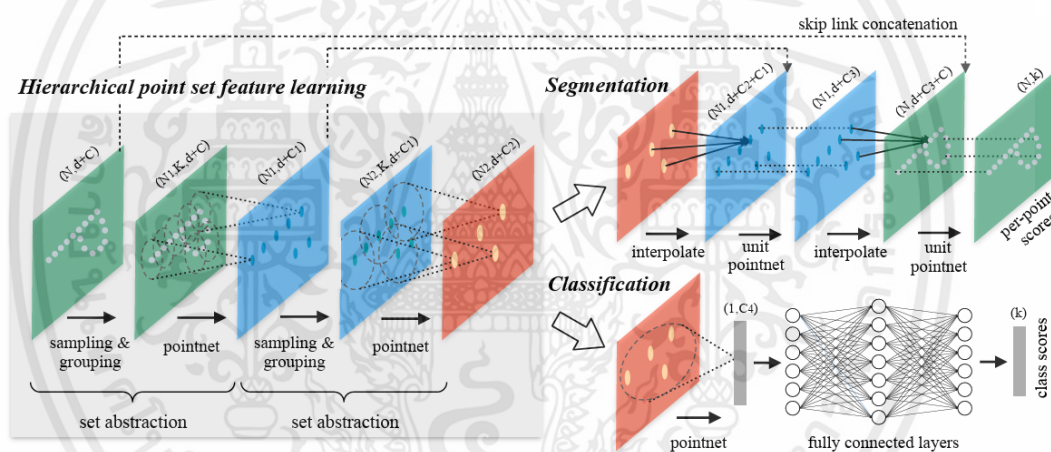 skip link concatenation
Hierarchical point set feature learning
Segmentation
(N,d+C)
(N1,K,d+C)
(N1,d+C1)
(N2,K,d+C1)
(N2,d+C2)
(N1,d+C2+C1)
(N1,d+C3)
(N,d+C3+C)
(N,k)
per-point
scores
interpolate
unit
pointnet
interpolate
unit
pointnet
sampling &
grouping
pointnet
sampling &
grouping
pointnet
set abstraction
set abstraction
Classification
(1,C4)
(k)
class scores
pointnet
fully connected layers